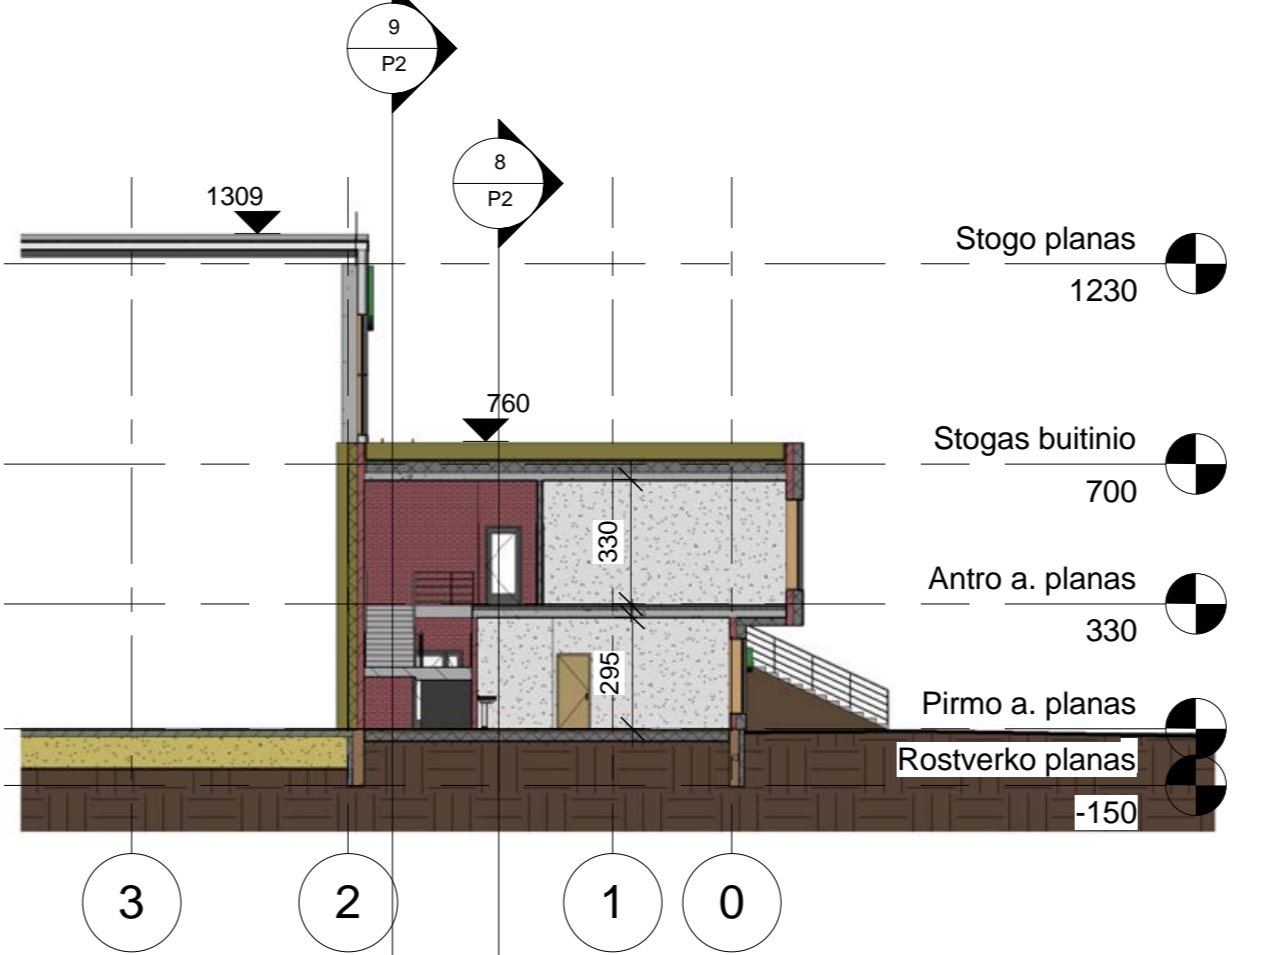 9
P2
8
P2
1309
Stogo planas
1230
760
Stogas buitinio
700
330
Antro a. planas
330
295
Pirmo a. planas
Rostverko planas
-150
3
2
1
0